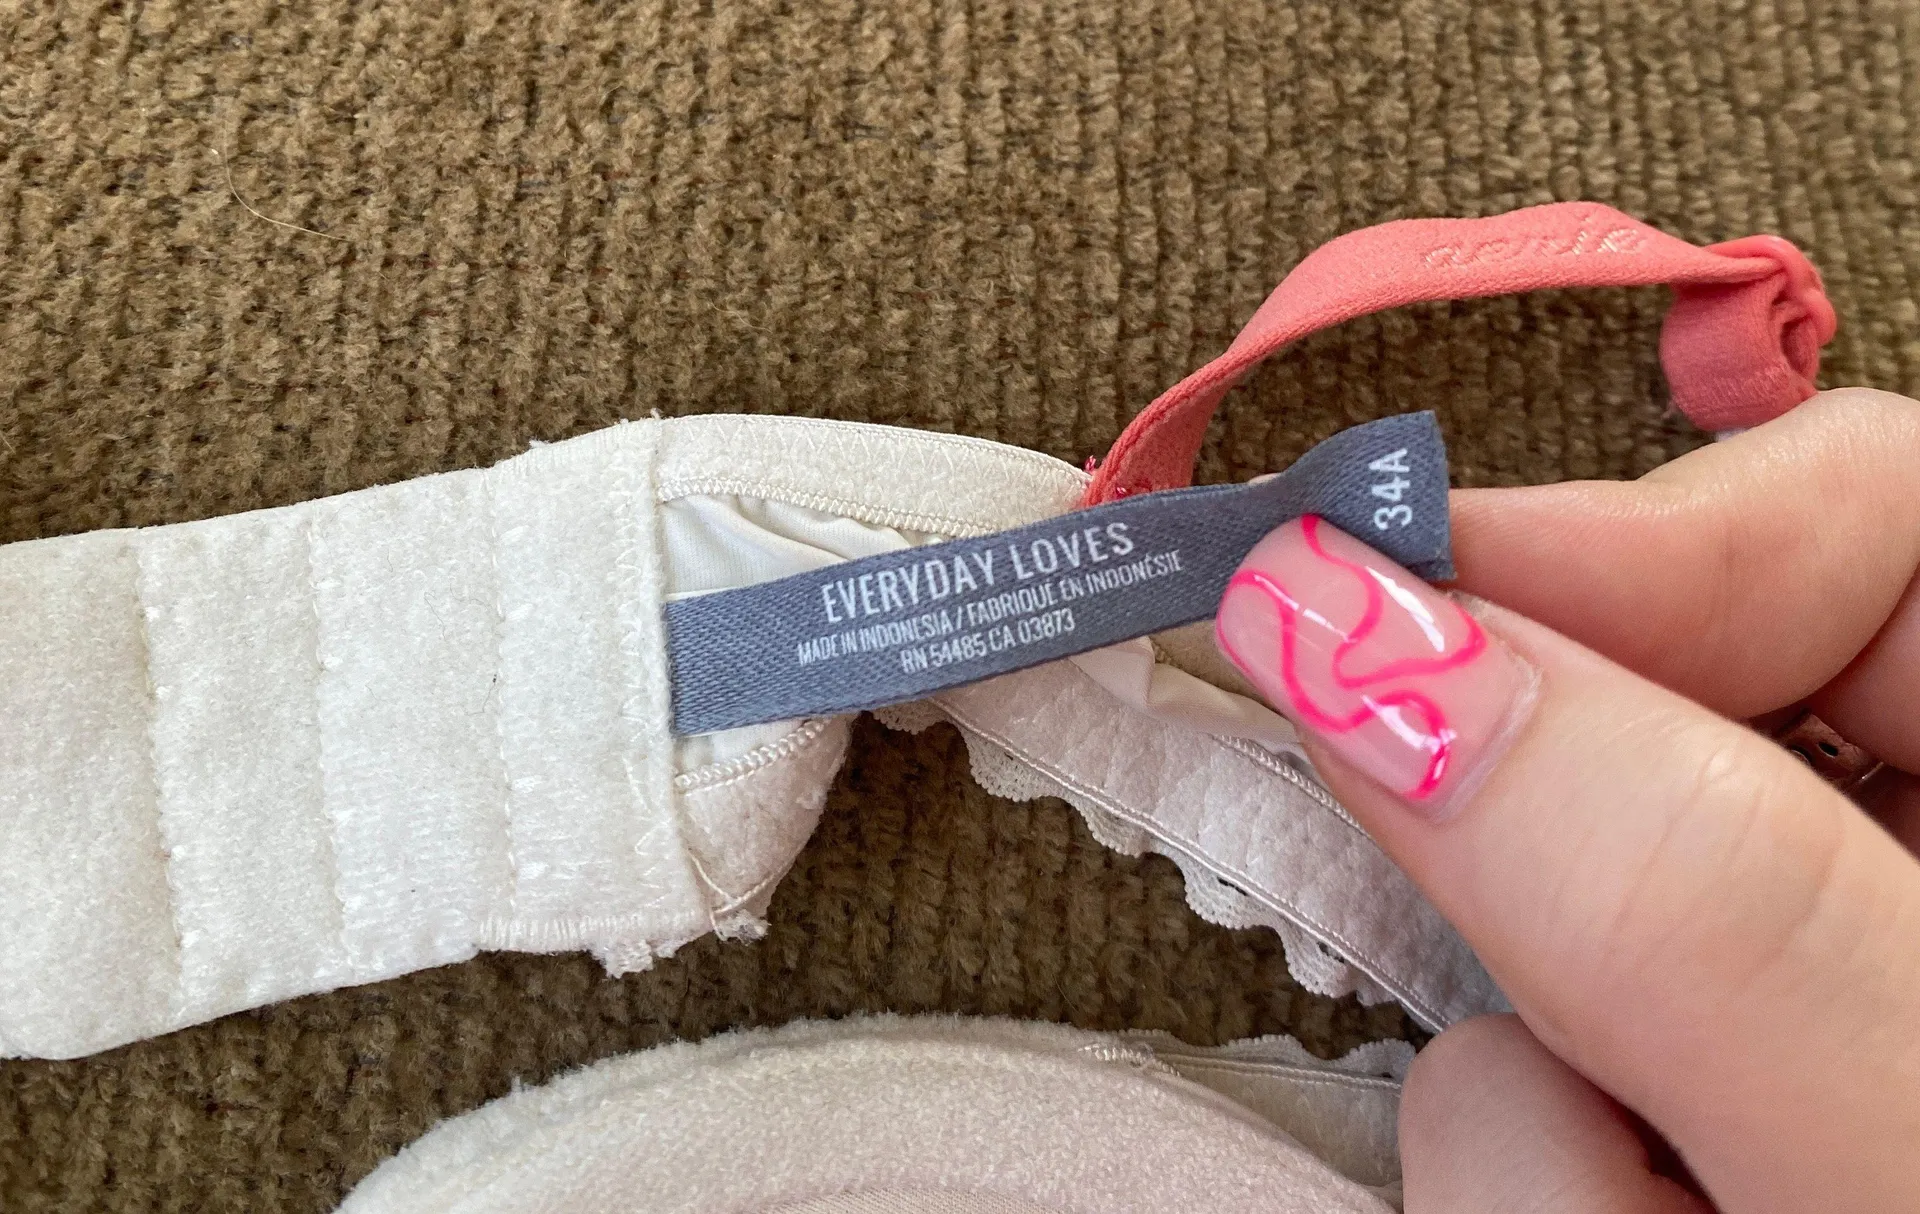 EVERYDAY LOVES
MADE IN INDONESIA / FABRIQUE EN INDONÉSIE
RN 54485 CA 03873
34A